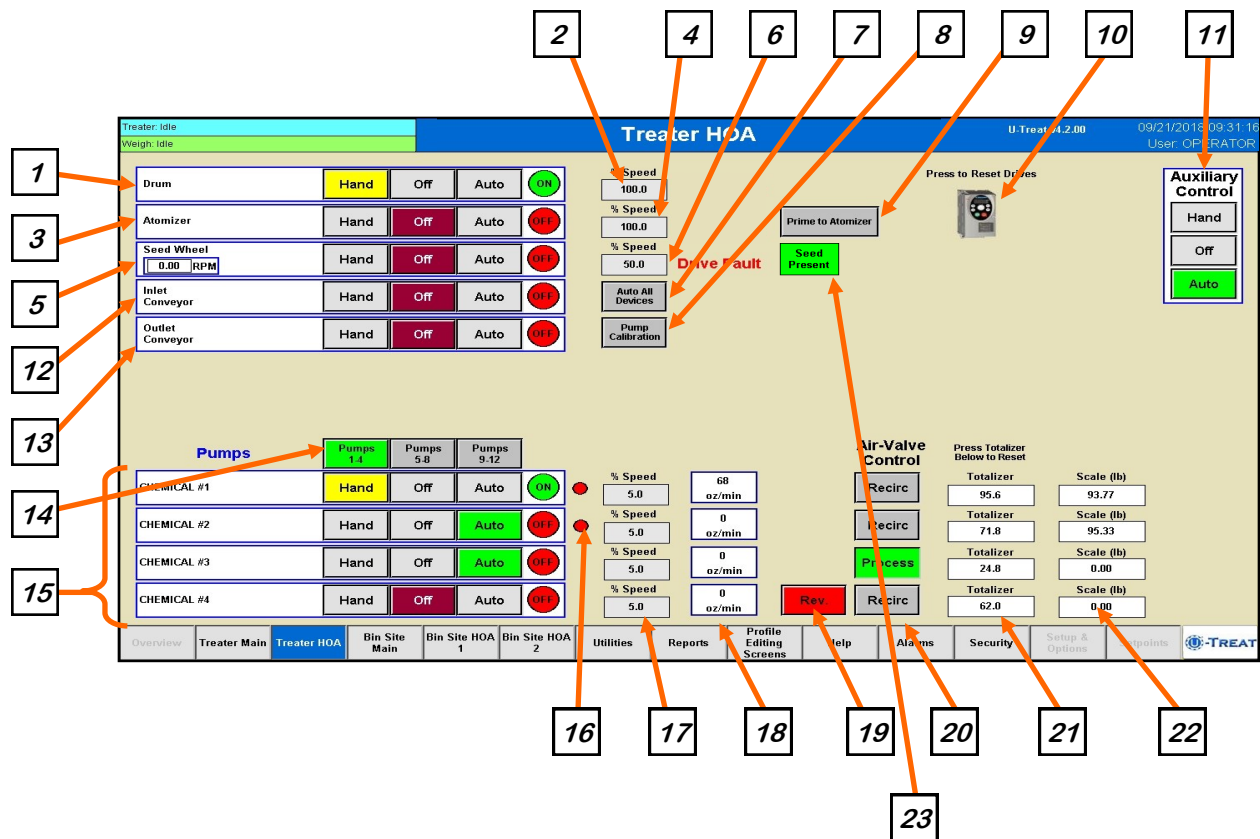 2
4
6
7
8
9
10
11
Treater: Idle
Weigh: Idle
Treater HOA
U-Treat v4.2.00
09/21/2018 09:31:16
User: OPERATOR
1
Drum
Hand Off Auto ON
% Speed
100.0
Press to Reset Drives
Auxiliary
Control
Hand
Off
Auto
3
Atomizer
Hand Off Auto OFF
% Speed
100.0
Prime to Atomizer
5
Seed Wheel
0.00 RPM
Hand Off Auto OFF
% Speed
50.0
Drive Fault
Seed
Present
12
Inlet
Conveyor
Hand Off Auto OFF
Auto All
Devices
13
Outlet
Conveyor
Hand Off Auto OFF
Pump
Calibration
Pumps
Pumps
1-4
Pumps
5-8
Pumps
9-12
Air-Valve
Control
Press Totalizer
Below to Reset
14
15
CHEMICAL #1
Hand Off Auto ON
% Speed
5.0
68
oz/min
Recirc
Totalizer
95.6
Scale (lb)
93.77
CHEMICAL #2
Hand Off Auto OFF
% Speed
5.0
0
oz/min
Recirc
Totalizer
71.8
Scale (lb)
95.33
CHEMICAL #3
Hand Off Auto OFF
% Speed
5.0
0
oz/min
Process
Totalizer
24.8
Scale (lb)
0.00
CHEMICAL #4
Hand Off Auto OFF
% Speed
5.0
0
oz/min
Rev.
Recirc
Totalizer
62.0
Scale (lb)
0.00
Overview
Treater Main
Treater HOA
Bin Site
Main
Bin Site HOA
1
Bin Site HOA
2
Utilities
Reports
Profile
Editing
Screens
Help
Alarms
Security
Setup &
Options
Setpoints
U-TREAT
16
17
18
19
20
21
22
23